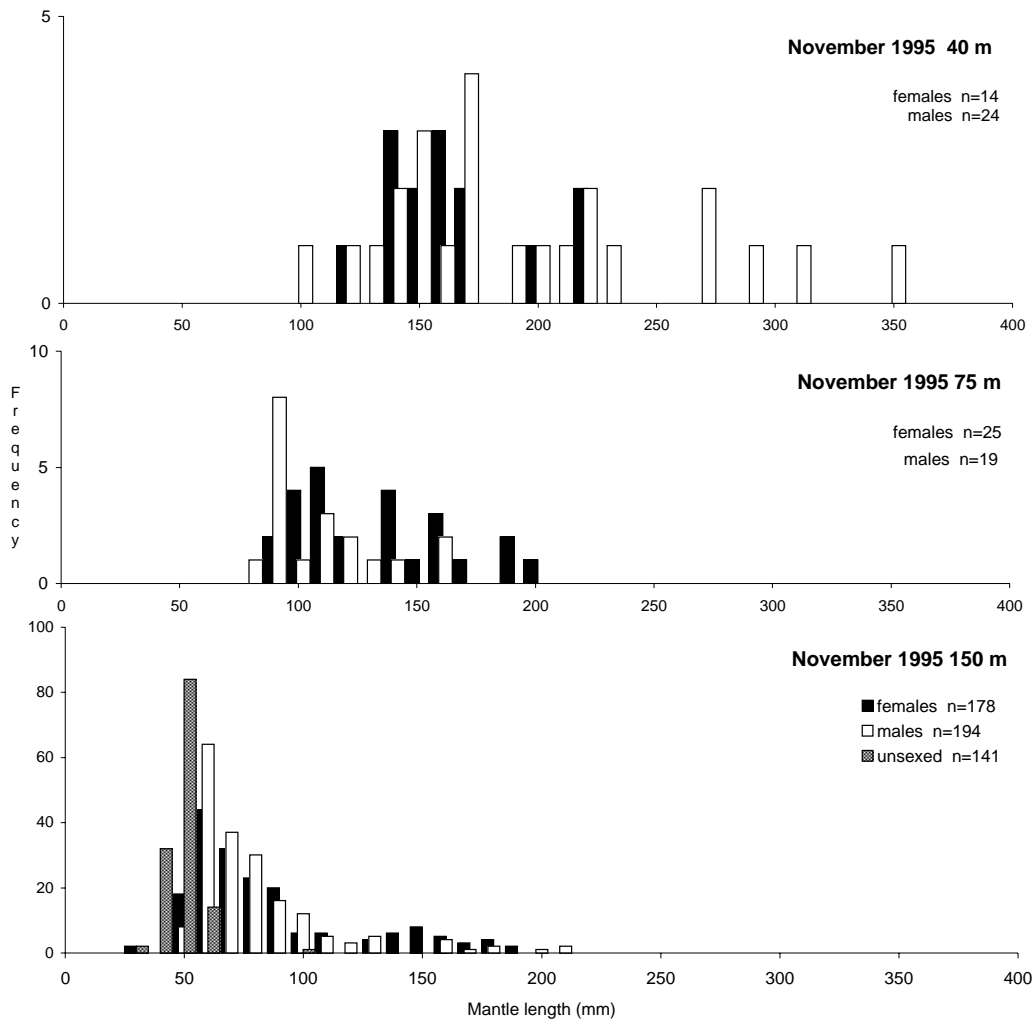 5
November 1995 40 m
females n=14
males n=24
0
0 50 100 150 200 250 300 350 400
10
November 1995 75 m
females n=25
males n=19
Frequency
5
0
0 50 100 150 200 250 300 350 400
100
November 1995 150 m
80
females n=178
males n=194
unsexed n=141
60
40
20
0
0 50 100 150 200 250 300 350 400
Mantle length (mm)